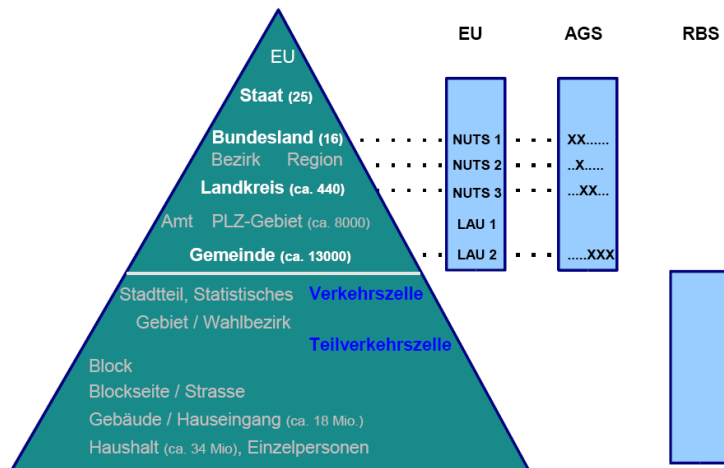 EU AGS RBS
EU
Staat (25)
Bundesland (16) NUTS 1 XX......
Bezirk Region NUTS 2 ..X.....
Landkreis (ca. 440) NUTS 3 ...XX...
Amt PLZ-Gebiet (ca. 8000) LAU 1
Gemeinde (ca. 13000) LAU 2 .....XXX
Stadtteil, Statistisches Verkehrszelle
Gebiet / Wahlbezirk
Teilverkehrszelle
Block
Blockseite / Strasse
Gebäude / Hauseingang (ca. 18 Mio.)
Haushalt (ca. 34 Mio), Einzelpersonen